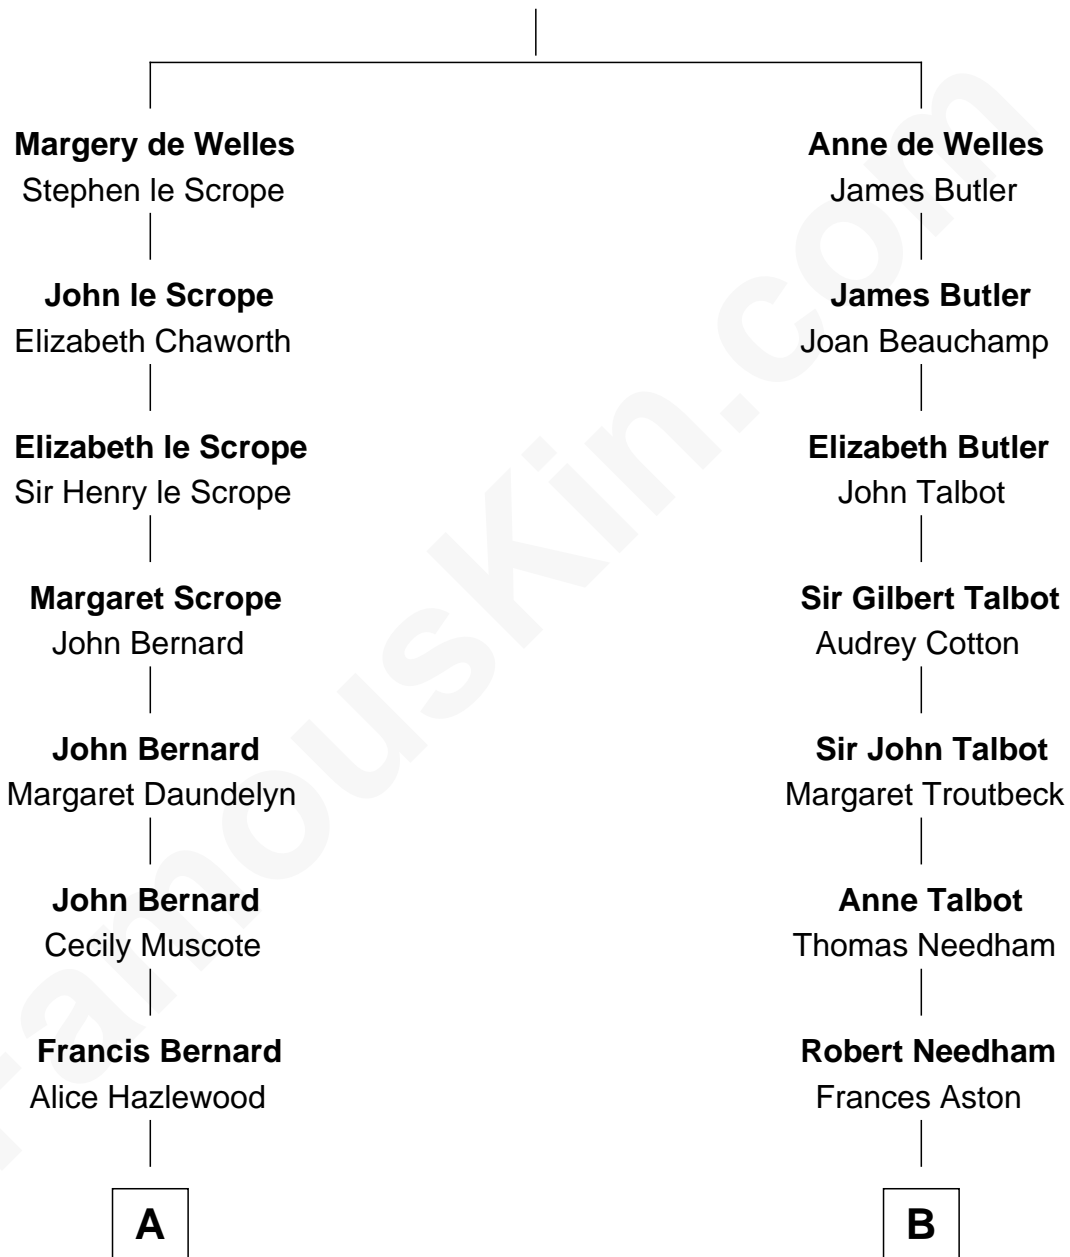 Margery de Welles
Stephen le Scrope
Anne de Welles
James Butler
John le Scrope
Elizabeth Chaworth
James Butler
Joan Beauchamp
Elizabeth le Scrope
Sir Henry le Scrope
Elizabeth Butler
John Talbot
Margaret Scrope
John Bernard
Sir Gilbert Talbot
Audrey Cotton
John Bernard
Margaret Daundelyn
Sir John Talbot
Margaret Troutbeck
John Bernard
Cecily Muscote
Anne Talbot
Thomas Needham
Francis Bernard
Alice Hazlewood
Robert Needham
Frances Aston
A
B
FamousKin.com